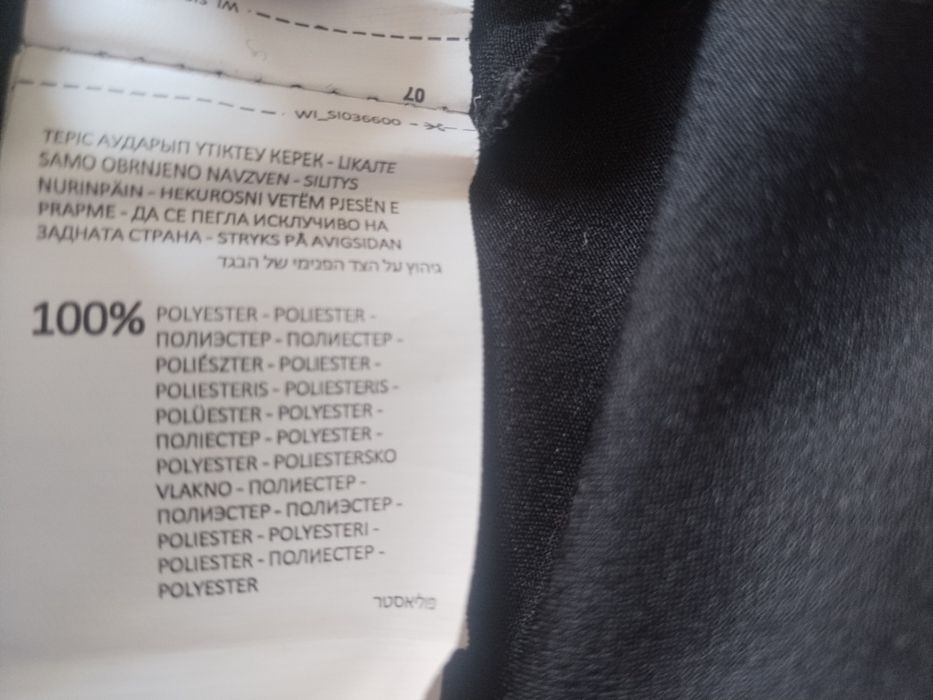 07
WI_SI036600
ТЕРІС АУДАРЫП ҮТІКТЕУ КЕРЕК - LIKAJTE
SAMO OBRNJENO NAVZVEN - SILITYS
NURINPÄIN - HEKUROSNI VETËM PJESËN E
PRAPME - ДА СЕ ПЕГЛА ИСКЛУЧИВО НА
ЗАДНАТА СТРАНА - STRYKS PÅ AVIGSIDAN
גיהוץ על הצד הפנימי של הבגד
100% POLYESTER - POLIESTER -
ПОЛИЭСТЕР - ПОЛИЕСТЕР -
POLIÉSZTER - POLIESTER -
POLIESTERIS - POLIESTERIS -
POLÜESTER - POLYESTER -
ПОЛІЕСТЕР - POLYESTER -
POLYESTER - POLIESTERSKO
VLAKNO - ПОЛИЕСТЕР -
ПОЛИЭСТЕР - ПОЛИЭСТЕР -
POLIESTER - POLYESTERI -
POLIESTER - ПОЛИЕСТЕР -
POLYESTER
פוליאסטר